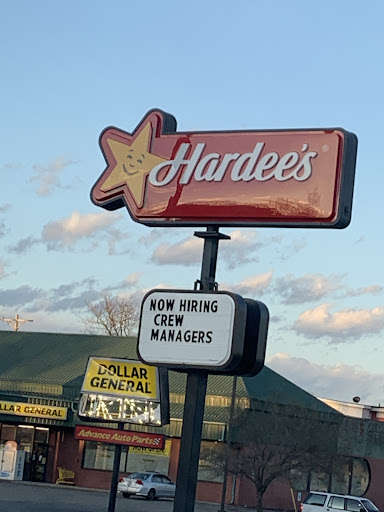 Hardee's®
NOW HIRING
CREW
MANAGERS
DOLLAR
GENERAL
DOLLAR GENERAL
Advance Auto Parts